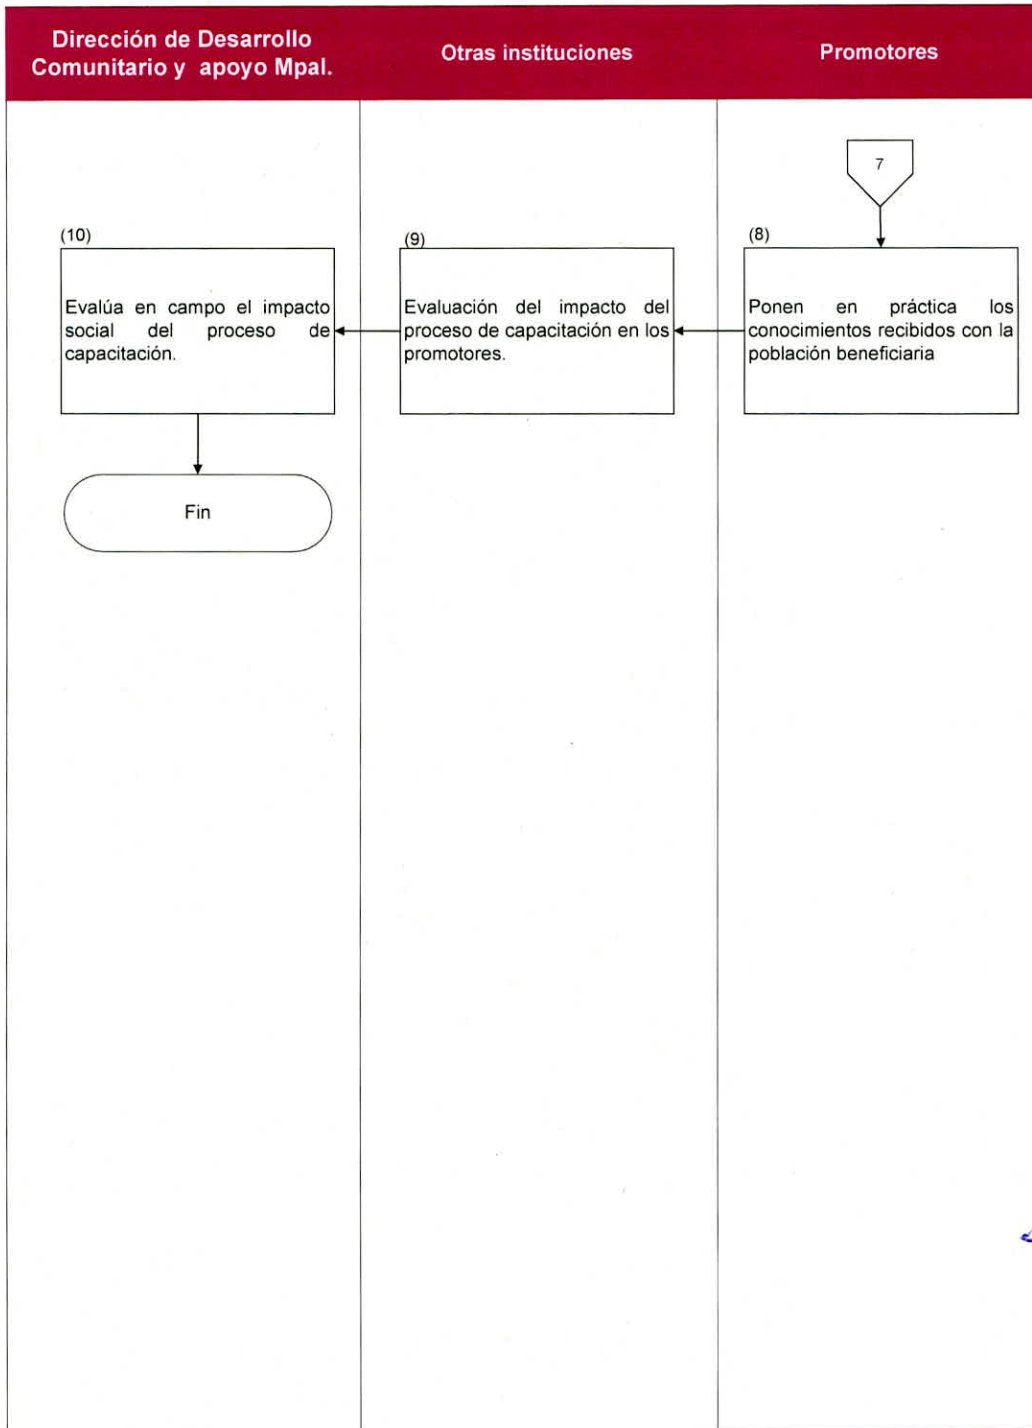 Dirección de Desarrollo
Comunitario y apoyo Mpal.
Otras instituciones
Promotores
7
(10)
Evalúa en campo el impacto
social del proceso de
capacitación.
(9)
Evaluación del impacto del
proceso de capacitación en los
promotores.
(8)
Ponen en práctica los
conocimientos recibidos con la
población beneficiaria
Fin